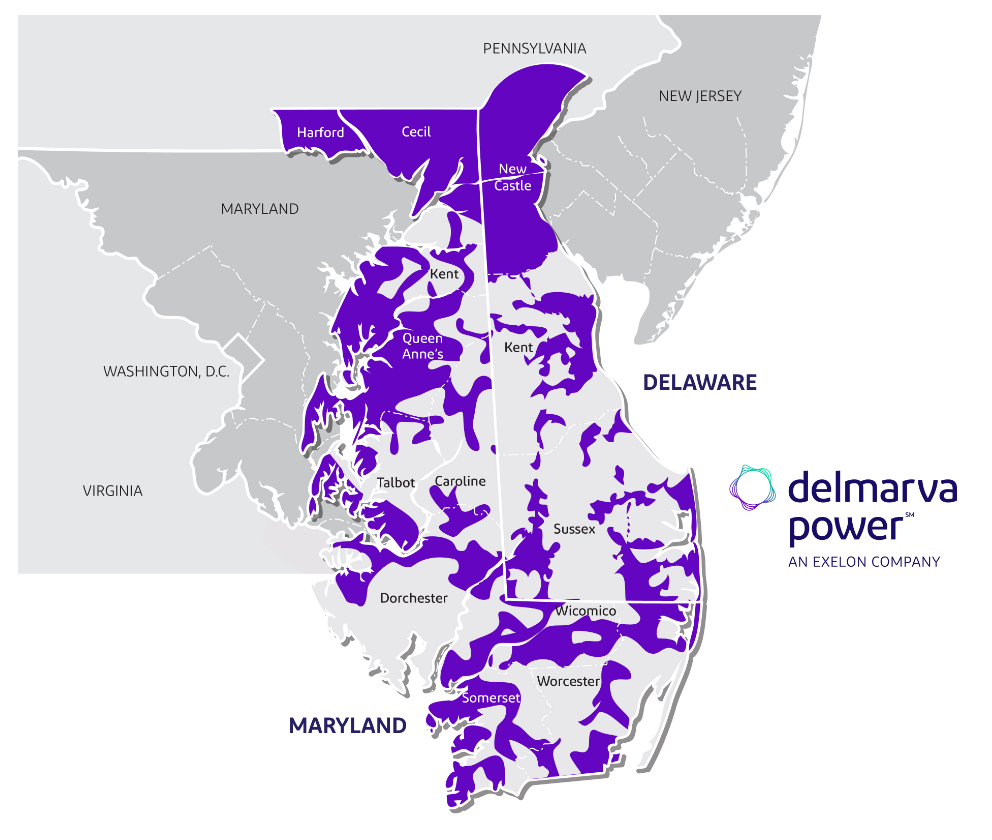 PENNSYLVANIA
NEW JERSEY
Harford
Cecil
New
Castle
MARYLAND
Kent
Queen
Anne's
Kent
WASHINGTON, D.C.
DELAWARE
VIRGINIA
Talbot
Caroline
Sussex
delmarva
power℠
AN EXELON COMPANY
Dorchester
Wicomico
Worcester
Somerset
MARYLAND